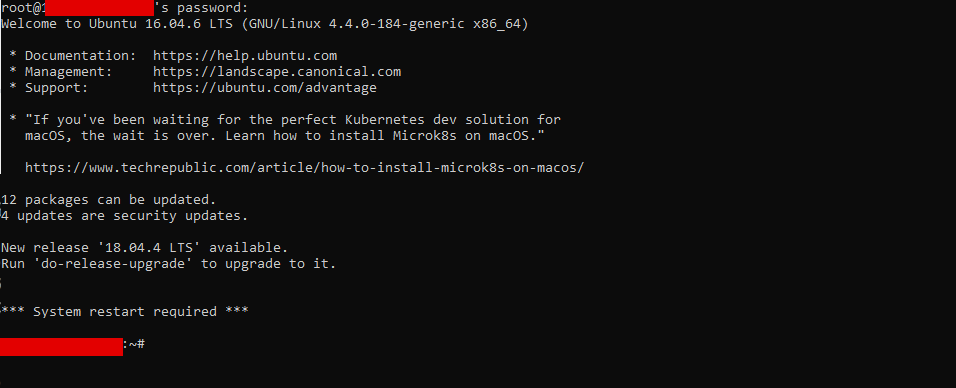 root@1 's password:
Welcome to Ubuntu 16.04.6 LTS (GNU/Linux 4.4.0-184-generic x86_64)
* Documentation:  https://help.ubuntu.com
* Management:     https://landscape.canonical.com
* Support:        https://ubuntu.com/advantage
* "If you've been waiting for the perfect Kubernetes dev solution for
macOS, the wait is over. Learn how to install Microk8s on macOS."
https://www.techrepublic.com/article/how-to-install-microk8s-on-macos/
12 packages can be updated.
4 updates are security updates.
New release '18.04.4 LTS' available.
Run 'do-release-upgrade' to upgrade to it.
*** System restart required ***
:~#